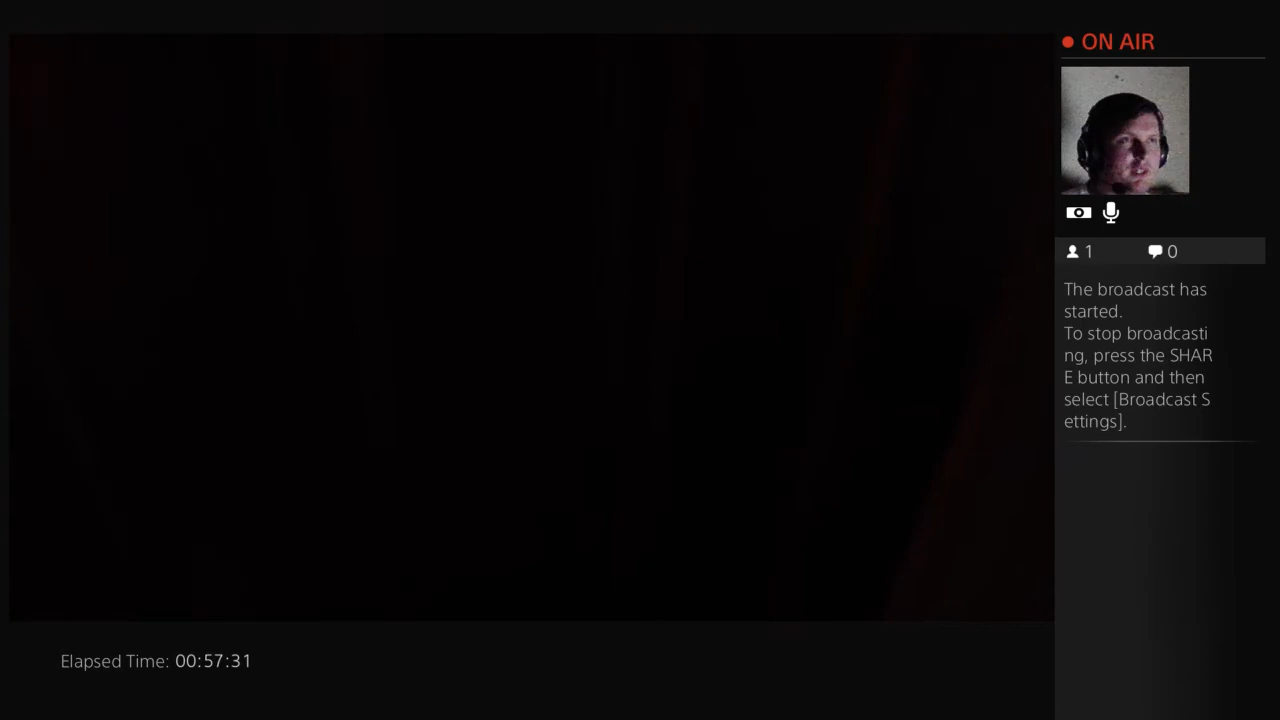 ON AIR
1 0
The broadcast has
started.
To stop broadcasti
ng, press the SHAR
E button and then
select [Broadcast S
ettings].
Elapsed Time: 00:57:31